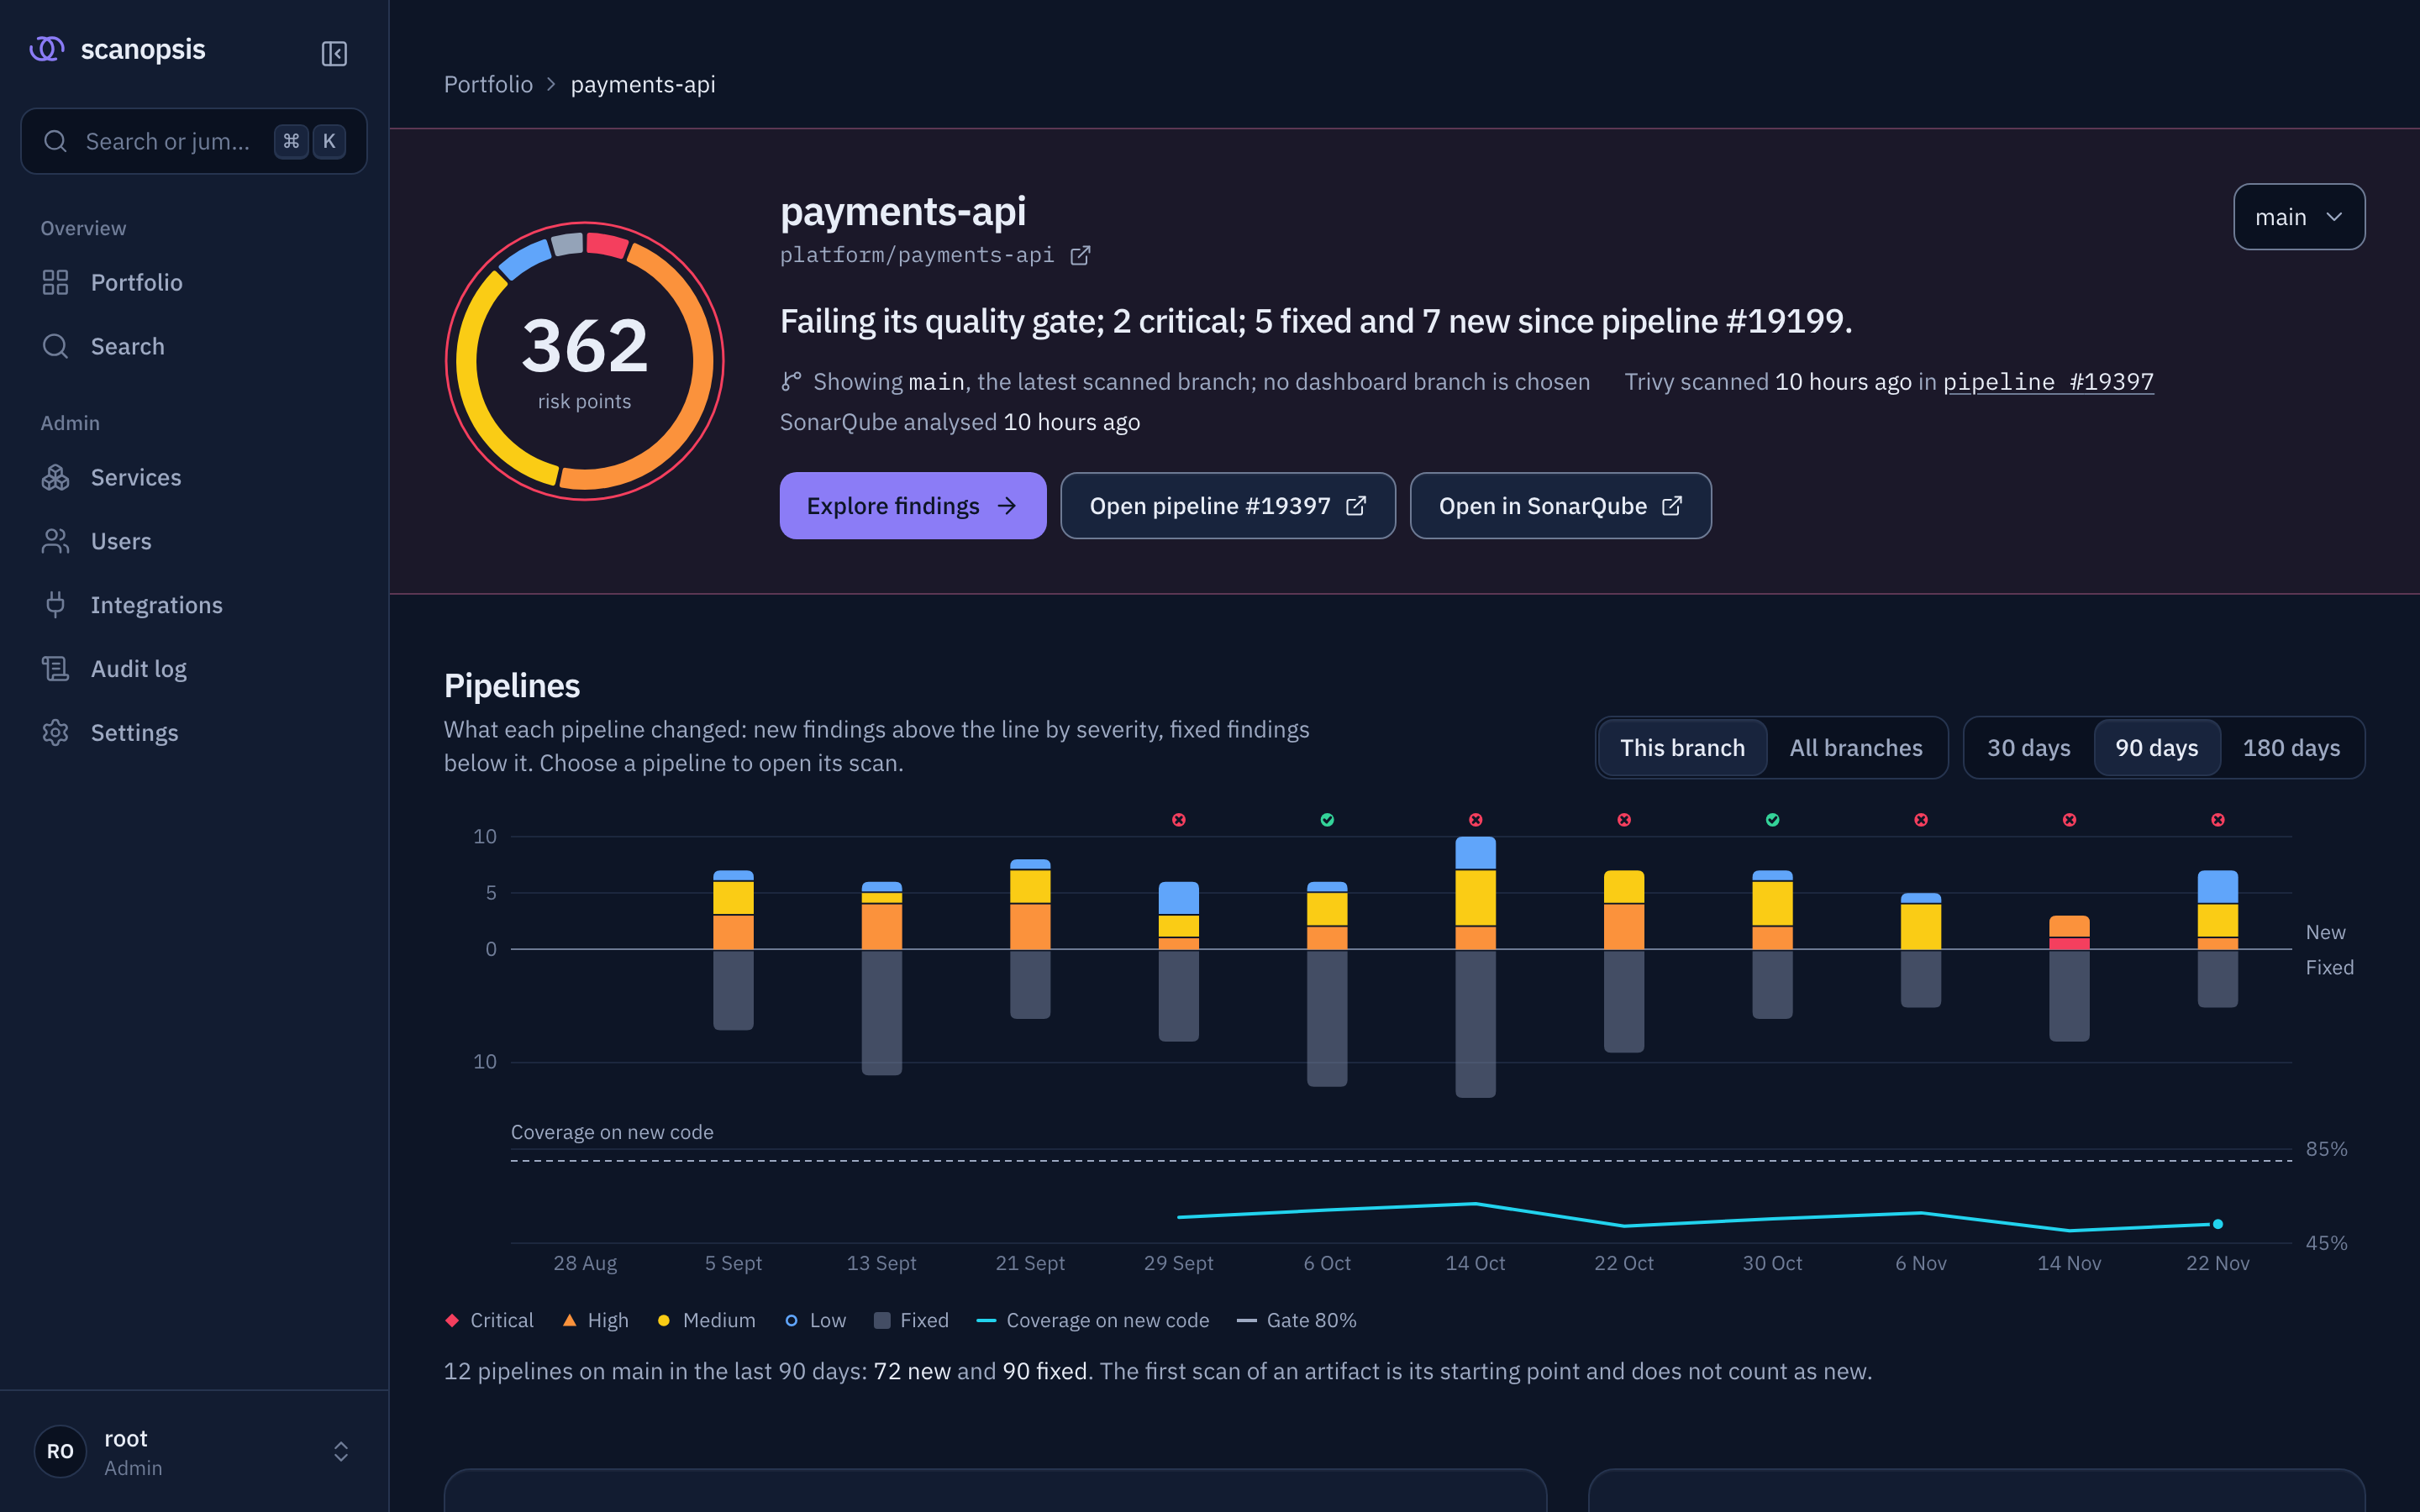 scanopsis
Search or jum... ⌘ K
Overview
Portfolio
Search
Admin
Services
Users
Integrations
Audit log
Settings
RO
root
Admin
Portfolio > payments-api
362
risk points
payments-api
main
platform/payments-api
Failing its quality gate; 2 critical; 5 fixed and 7 new since pipeline #19199.
Showing main, the latest scanned branch; no dashboard branch is chosen Trivy scanned 10 hours ago in pipeline #19397
SonarQube analysed 10 hours ago
Explore findings
Open pipeline #19397
Open in SonarQube
Pipelines
What each pipeline changed: new findings above the line by severity, fixed findings
below it. Choose a pipeline to open its scan.
This branch All branches
30 days 90 days 180 days
10
5
0
10
New
Fixed
Coverage on new code
85%
45%
28 Aug 5 Sept 13 Sept 21 Sept 29 Sept 6 Oct 14 Oct 22 Oct 30 Oct 6 Nov 14 Nov 22 Nov
Critical High Medium Low Fixed Coverage on new code Gate 80%
12 pipelines on main in the last 90 days: 72 new and 90 fixed. The first scan of an artifact is its starting point and does not count as new.